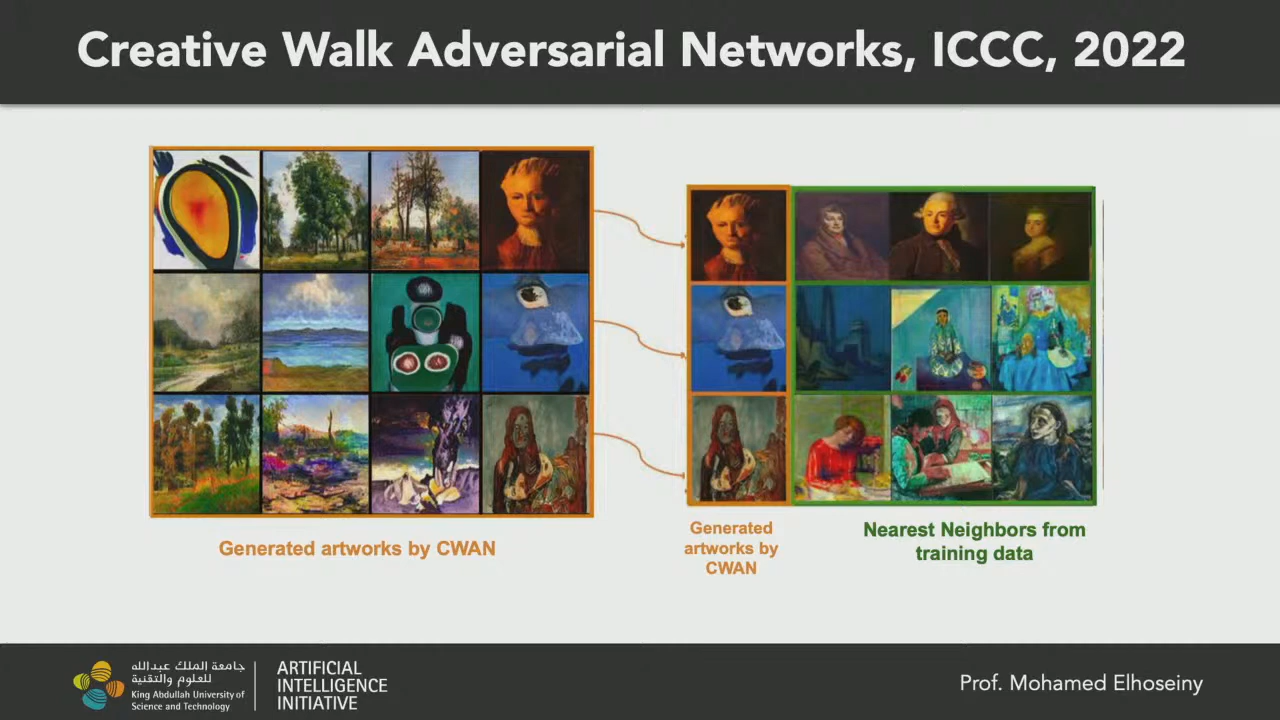 Creative Walk Adversarial Networks, ICCC, 2022
Generated artworks by CWAN
Generated
artworks by
CWAN
Nearest Neighbors from
training data
جامعة الملك عبدالله
للعلوم والتقنية
King Abdullah University of
Science and Technology
ARTIFICIAL
INTELLIGENCE
INITIATIVE
Prof. Mohamed Elhoseiny